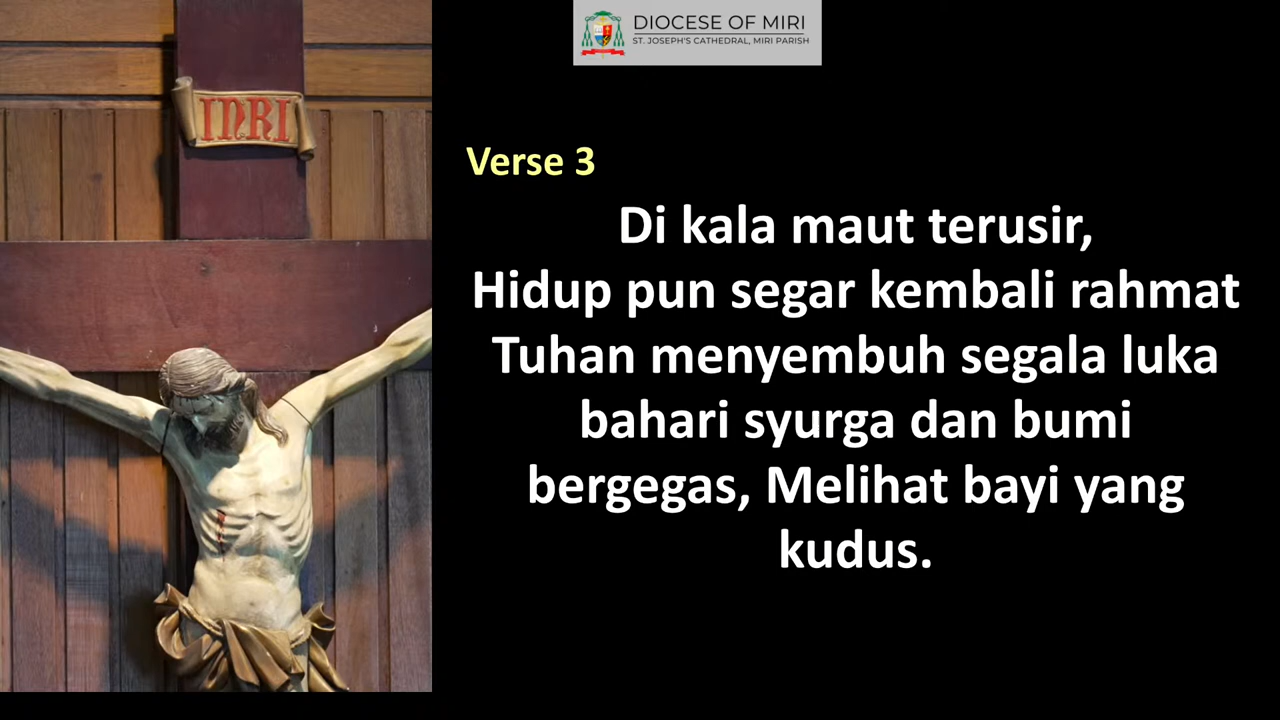 DIOCESE OF MIRI
ST. JOSEPH'S CATHEDRAL, MIRI PARISH
INRI
Verse 3
Di kala maut terusir,
Hidup pun segar kembali rahmat
Tuhan menyembuh segala luka
bahari syurga dan bumi
bergegas, Melihat bayi yang
kudus.